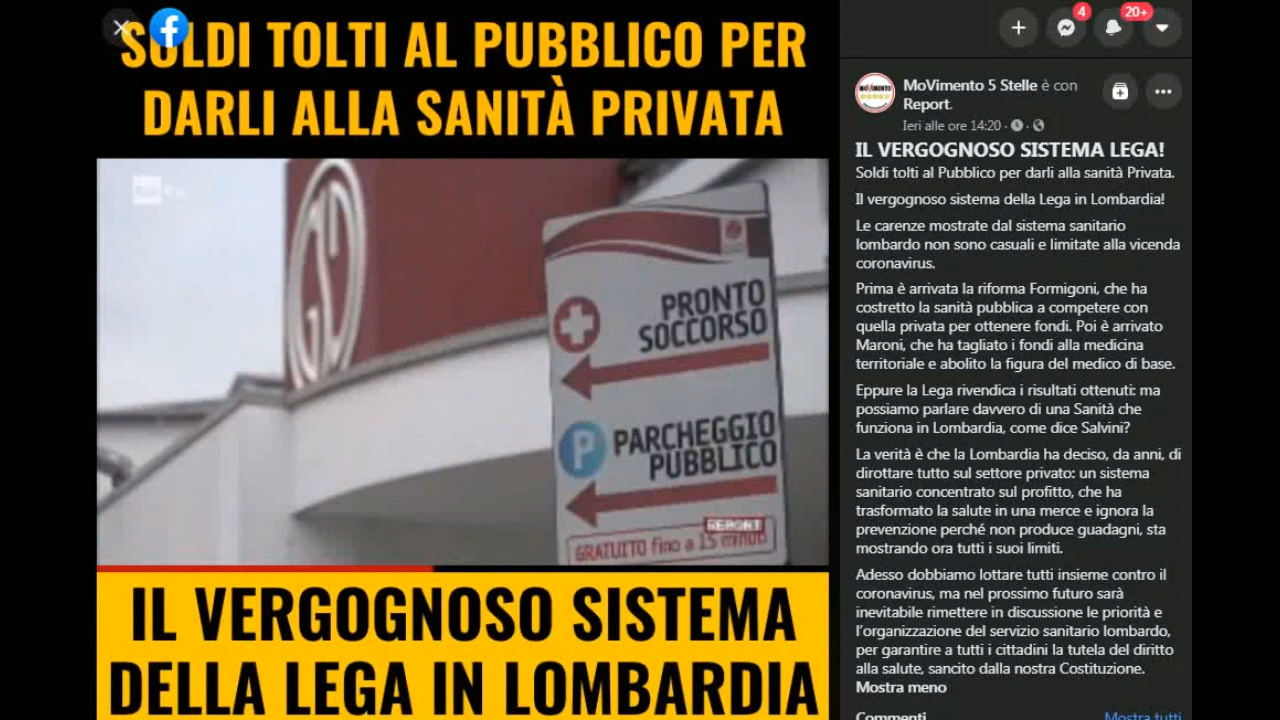 SOLDI TOLTI AL PUBBLICO PER
DARLI ALLA SANITÀ PRIVATA
GSD
PRONTO
SOCCORSO
P
PARCHEGGIO
PUBBLICO
REPORT
GRATUITO fino a 15 minuti
IL VERGOGNOSO SISTEMA
DELLA LEGA IN LOMBARDIA
4
20+
MoVimento 5 Stelle è con
Report.
Ieri alle ore 14:20
IL VERGOGNOSO SISTEMA LEGA!
Soldi tolti al Pubblico per darli alla sanità Privata.
Il vergognoso sistema della Lega in Lombardia!
Le carenze mostrate dal sistema sanitario
lombardo non sono casuali e limitate alla vicenda
coronavirus.
Prima è arrivata la riforma Formigoni, che ha
costretto la sanità pubblica a competere con
quella privata per ottenere fondi. Poi è arrivato
Maroni, che ha tagliato i fondi alla medicina
territoriale e abolito la figura del medico di base.
Eppure la Lega rivendica i risultati ottenuti: ma
possiamo parlare davvero di una Sanità che
funziona in Lombardia, come dice Salvini?
La verità è che la Lombardia ha deciso, da anni, di
dirottare tutto sul settore privato: un sistema
sanitario concentrato sul profitto, che ha
trasformato la salute in una merce e ignora la
prevenzione perché non produce guadagni, sta
mostrando ora tutti i suoi limiti.
Adesso dobbiamo lottare tutti insieme contro il
coronavirus, ma nel prossimo futuro sarà
inevitabile rimettere in discussione le priorità e
l'organizzazione del servizio sanitario lombardo,
per garantire a tutti i cittadini la tutela del diritto
alla salute, sancito dalla nostra Costituzione.
Mostra meno
Commenti
Mostra tutti